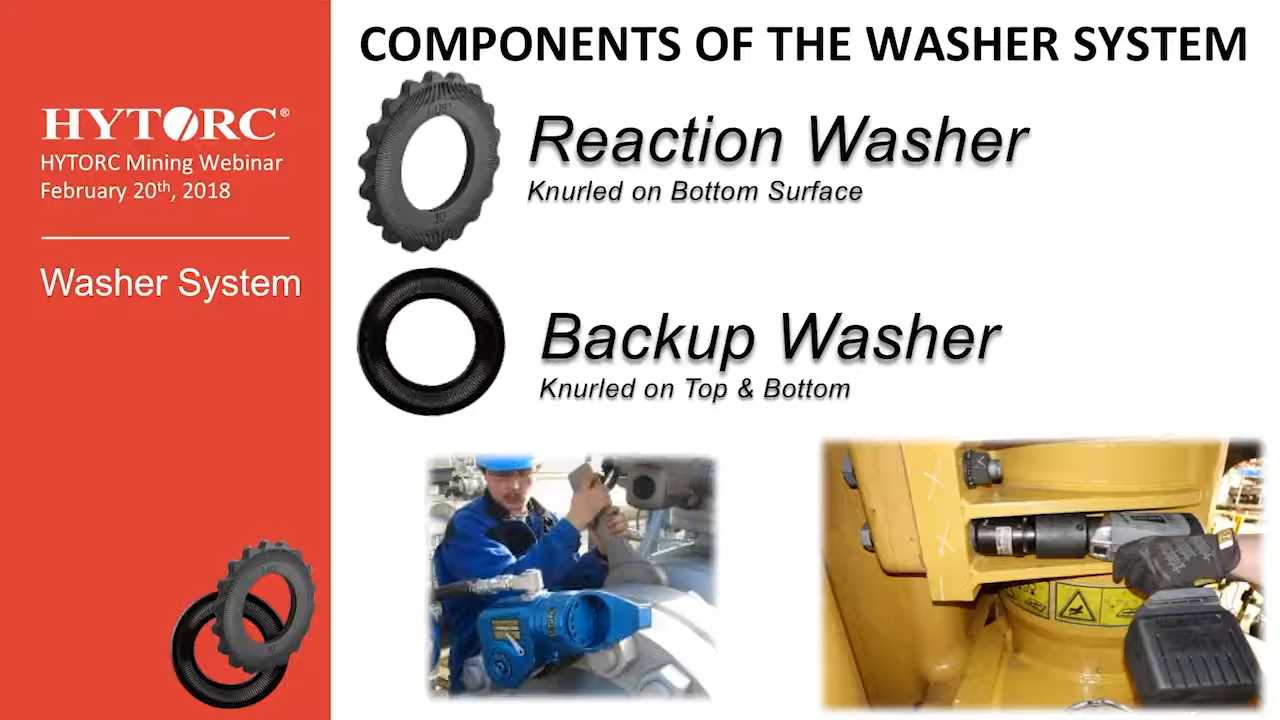 HYTORC®
HYTORC Mining Webinar
February 20th, 2018
Washer System
COMPONENTS OF THE WASHER SYSTEM
Reaction Washer
Knurled on Bottom Surface
Backup Washer
Knurled on Top & Bottom